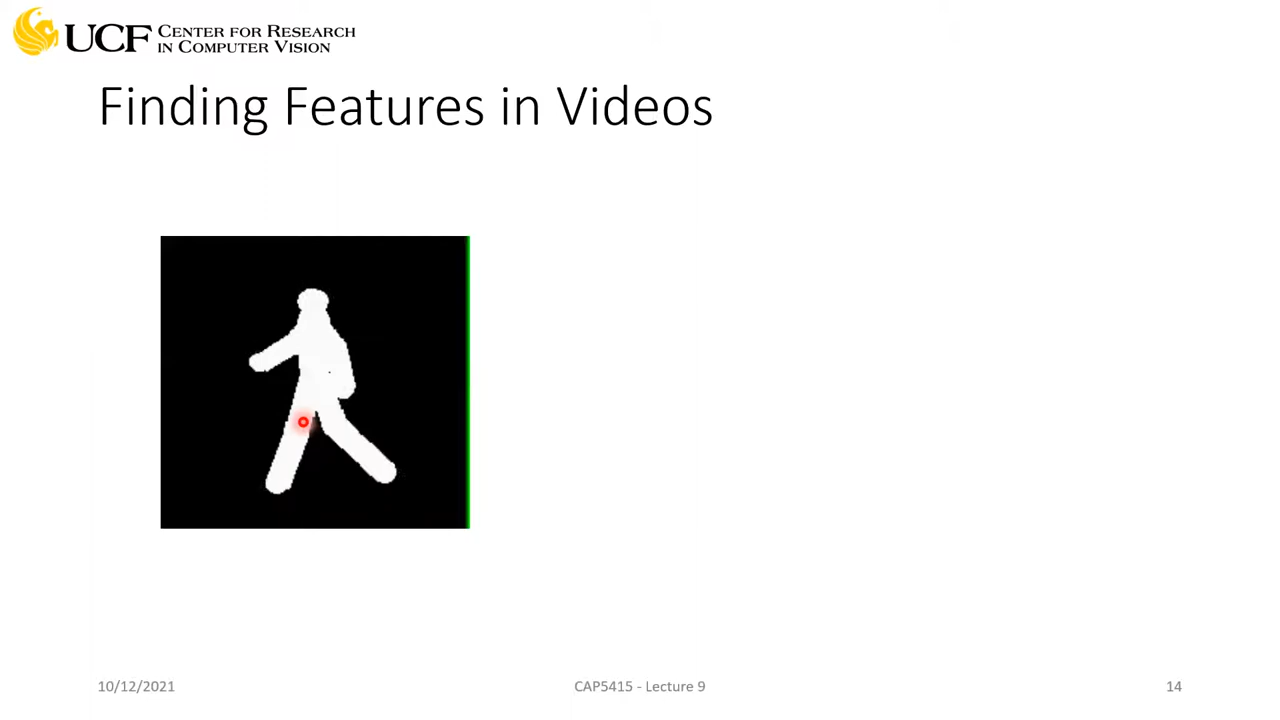 UCF CENTER FOR RESEARCH
IN COMPUTER VISION
Finding Features in Videos
10/12/2021
CAP5415 - Lecture 9
14